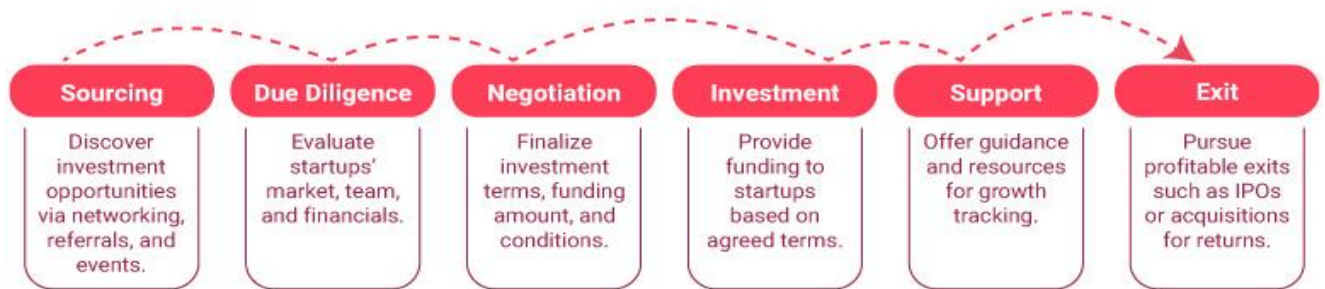 Sourcing
Discover
investment
opportunities
via networking,
referrals, and
events.
Due Diligence
Evaluate
startups'
market, team,
and financials.
Negotiation
Finalize
investment
terms, funding
amount, and
conditions.
Investment
Provide
funding to
startups
based on
agreed terms.
Support
Offer guidance
and resources
for growth
tracking.
Exit
Pursue
profitable exits
such as IPOs
or acquisitions
for returns.